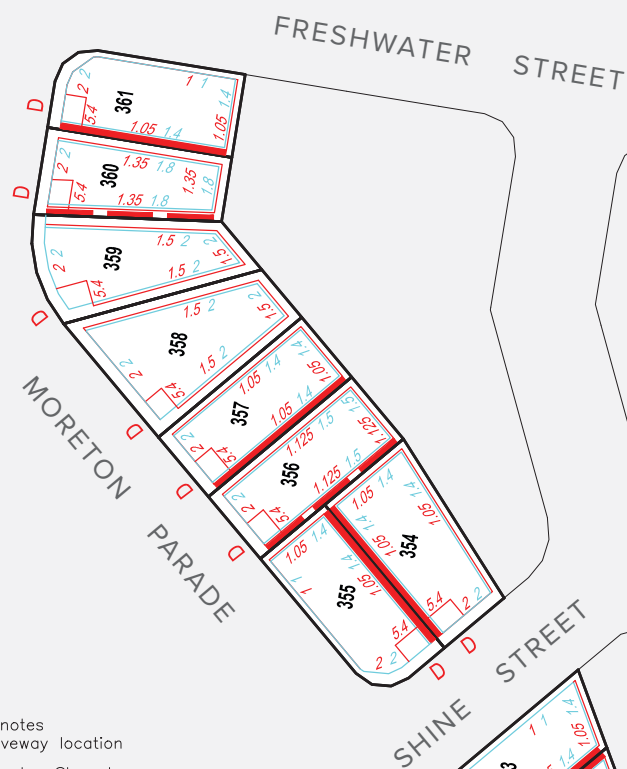 FRESHWATER STREET
2 2 1 1
D 5.4 361 1.4
1.05 1.4 1.05
2 2 1.35 1.8
D 5.4 360 1.35 1.8
1.35 1.8
1.5 2 2
2 2 359 1.5 2 1.5
D 5.4
1.5 2 1.5 2
358
2 2 1.5 2
D 5.4
MORETON PARADE
1.05 1.4 1.4 1.05
357
2 2 1.05 1.4
D 5.4
1.125 1.5 1.5 1.125
356
2 2 1.125 1.5
D 5.4
1.05 1.4 1.4 1.05
354
1.05 1.4
5.4 2 2
D
1.05 1.4
1 1 355 1.05 1.4
5.4
2 2
D
SHINE STREET
notes
veway location
1 1 1.4 1.05
1.4
3